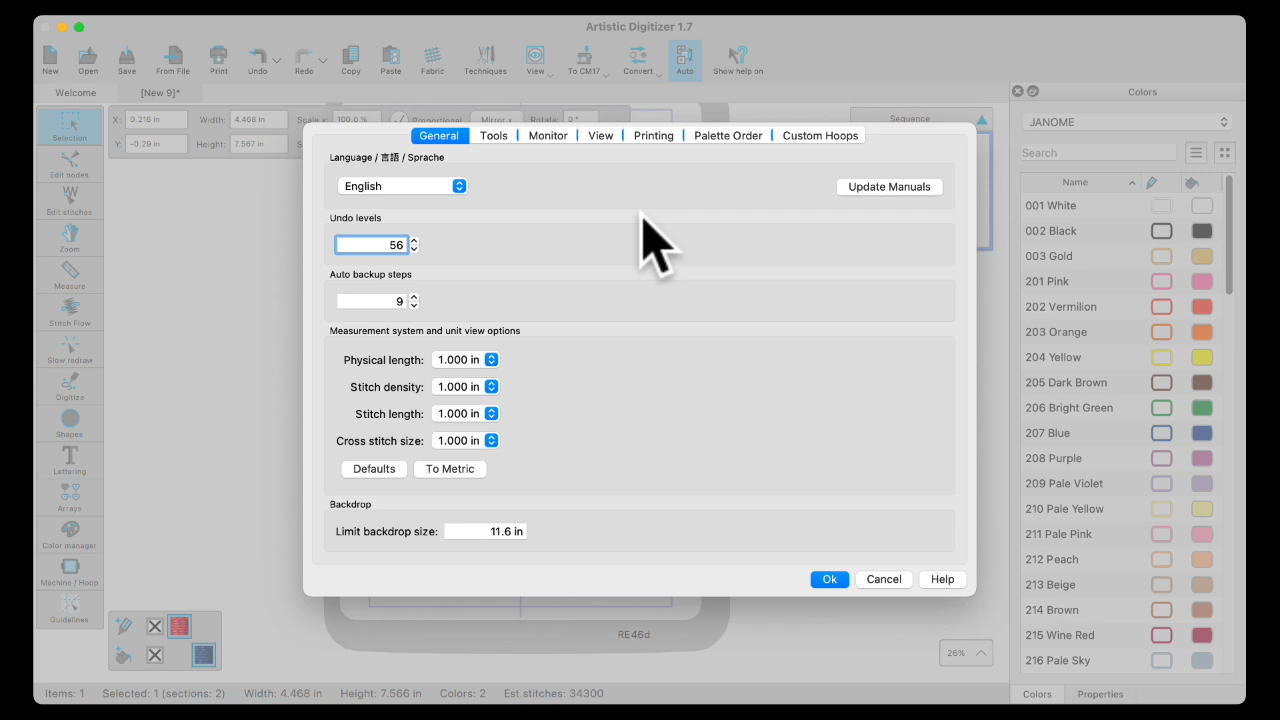 Artistic Digitizer 1.7
New Open Save From File Print Undo Redo Copy Paste Fabric Techniques View To CM17 Convert Auto Show help on
Welcome [New 9]*
Colors
X: 0.216 in Width: 4.468 in Scale x: 100.0 % Proportional Mirror x Rotate: 0 °
Y: -0.29 in Height: 7.567 in
Sequence
General Tools Monitor View Printing Palette Order Custom Hoops
Language / 言語 / Sprache
English
Update Manuals
Undo levels
56
Auto backup steps
9
Measurement system and unit view options
Physical length: 1.000 in
Stitch density: 1.000 in
Stitch length: 1.000 in
Cross stitch size: 1.000 in
Defaults To Metric
Backdrop
Limit backdrop size: 11.6 in
Ok Cancel Help
Selection
Edit nodes
Edit stitches
Zoom
Measure
Stitch Flow
Slow redraw
Digitize
Shapes
Lettering
Arrays
Color manager
Machine / Hoop
Guidelines
RE46d
26%
JANOME
Search
Name
001 White
002 Black
003 Gold
201 Pink
202 Vermilion
203 Orange
204 Yellow
205 Dark Brown
206 Bright Green
207 Blue
208 Purple
209 Pale Violet
210 Pale Yellow
211 Pale Pink
212 Peach
213 Beige
214 Brown
215 Wine Red
216 Pale Sky
Colors Properties
Items: 1 Selected: 1 (sections: 2) Width: 4.468 in Height: 7.566 in Colors: 2 Est.stitches: 34300